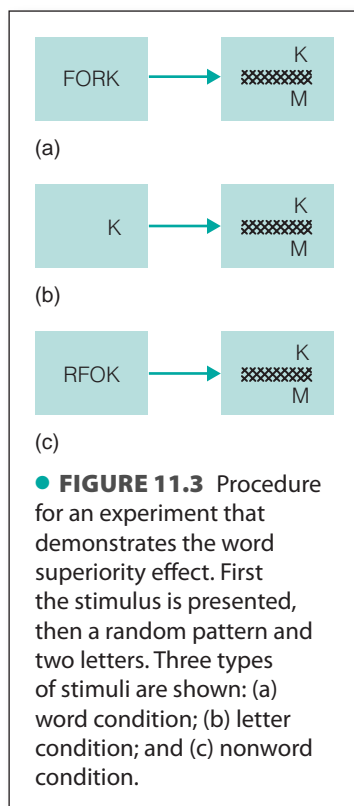 FORK
K
M
(a)
K
K
M
(b)
RFOK
K
M
(c)
● FIGURE 11.3 Procedure
for an experiment that
demonstrates the word
superiority effect. First
the stimulus is presented,
then a random pattern and
two letters. Three types
of stimuli are shown: (a)
word condition; (b) letter
condition; and (c) nonword
condition.